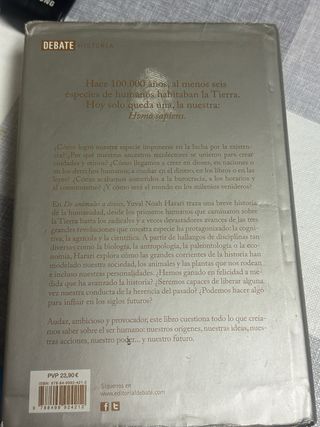 DEBATE HISTORIA
Hace 100.000 años, al menos seis
especies de humanos habitaban la Tierra.
Hoy solo queda una, la nuestra:
Homo sapiens.
¿Cómo logró nuestra especie imponerse en la lucha por la existen-
cia? ¿Por qué nuestros ancestros recolectores se unieron para crear
ciudades y reinos? ¿Cómo llegamos a creer en dioses, en naciones o
en los derechos humanos; a confiar en el dinero, en los libros o en las
leyes? ¿Cómo acabamos sometidos a la burocracia, a los horarios y
al consumismo? ¿Y cómo será el mundo en los milenios venideros?
En De animales a dioses, Yuval Noah Harari traza una breve historia
de la humanidad, desde los primeros humanos que caminaron sobre
la Tierra hasta los radicales y a veces devastadores avances de las tres
grandes revoluciones que nuestra especie ha protagonizado: la cogni-
tiva, la agrícola y la científica. A partir de hallazgos de disciplinas tan
diversas como la biología, la antropología, la paleontología o la eco-
nomía, Harari explora cómo las grandes corrientes de la historia han
modelado nuestra sociedad, los animales y las plantas que nos rodean
e incluso nuestras personalidades. ¿Hemos ganado en felicidad a medi-
da que ha avanzado la historia? ¿Seremos capaces de liberar alguna
vez nuestra conducta de la herencia del pasado? ¿Podemos hacer algo
para influir en los siglos futuros?
Audaz, ambicioso y provocador, este libro cuestiona todo lo que creía-
mos saber sobre el ser humano: nuestros orígenes, nuestras ideas, nues-
tras acciones, nuestro poder... y nuestro futuro.
PVP 23,90 €
Síguenos en
www.editorialdebate.com